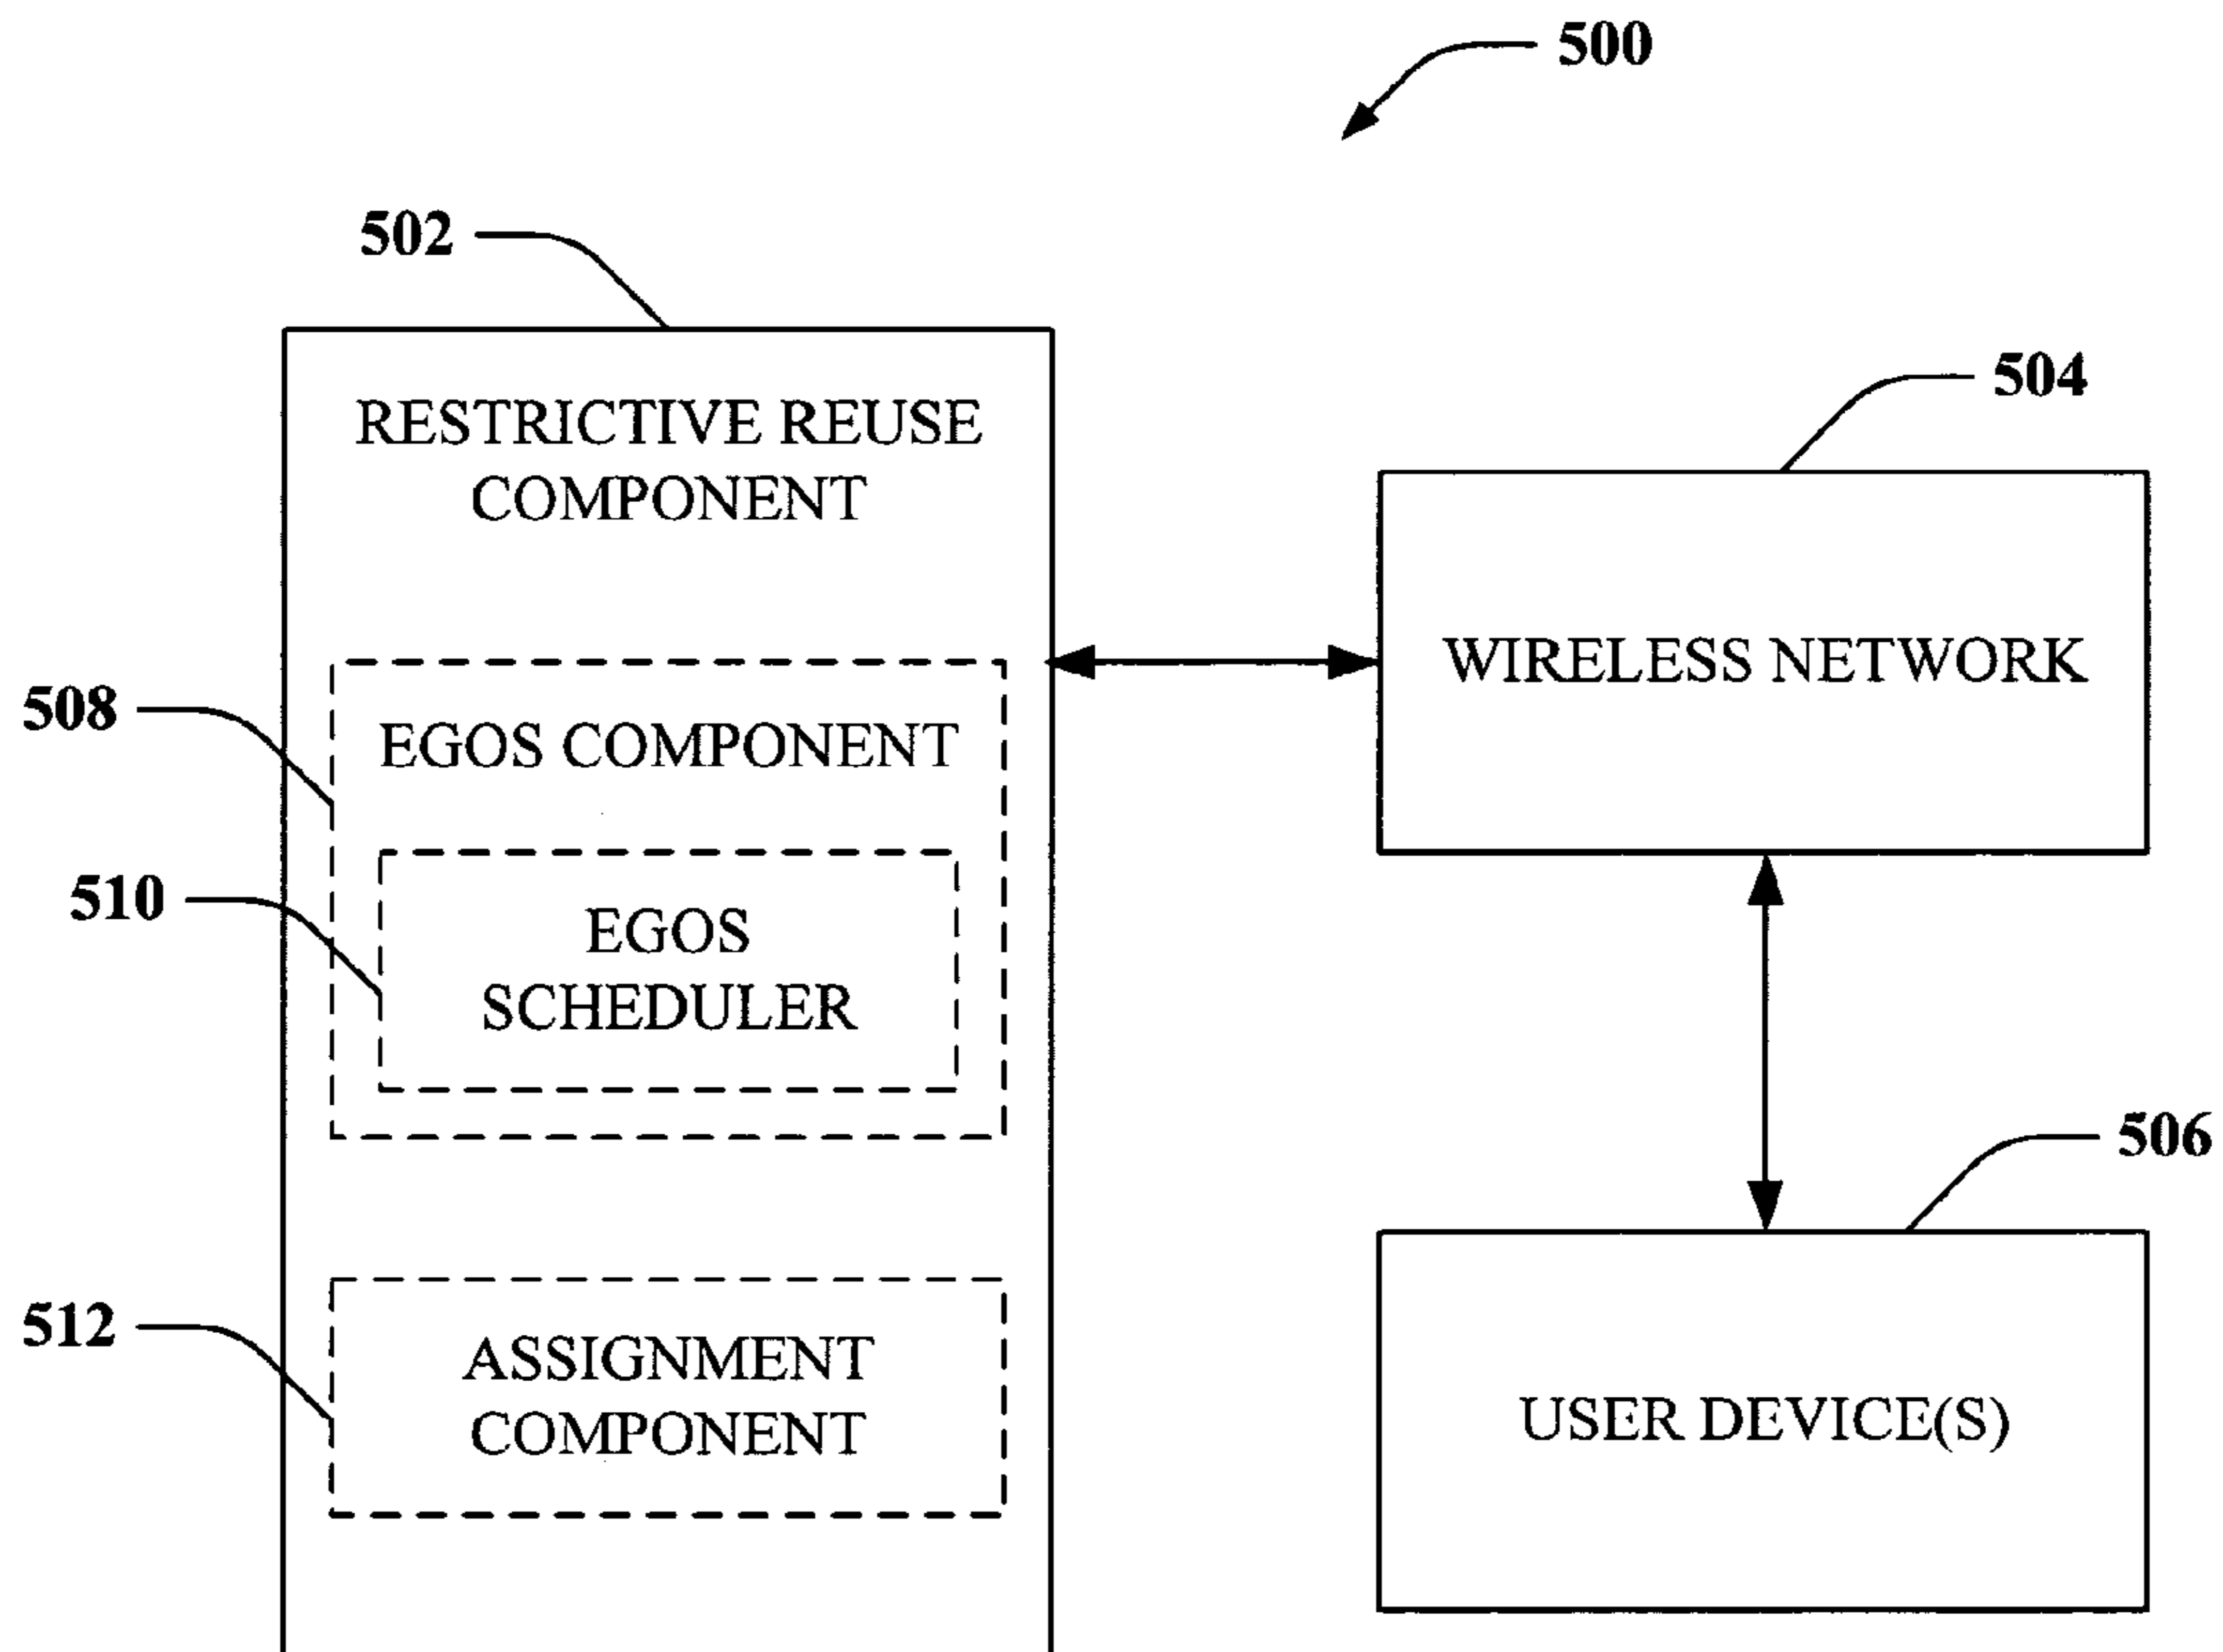 500
502
RESTRICTIVE REUSE
COMPONENT
504
WIRELESS NETWORK
508
EGOS COMPONENT
510
EGOS
SCHEDULER
506
512
ASSIGNMENT
COMPONENT
USER DEVICE(S)